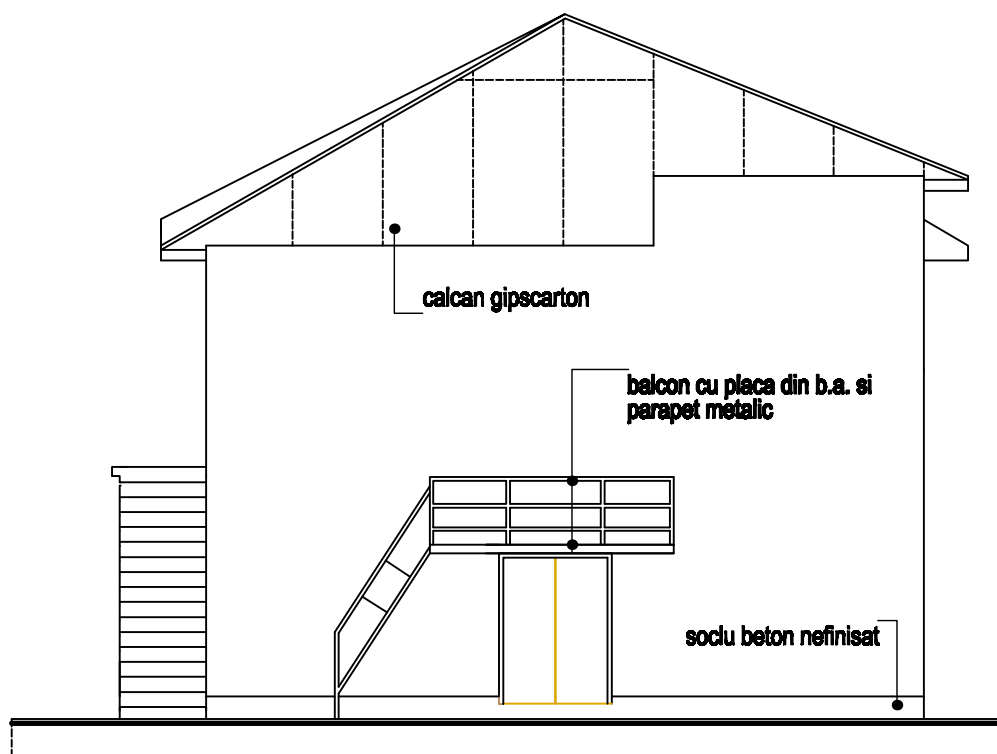 calcan gipscarton
balcon cu placa din b.a. si
parapet metalic
soclu beton nefinisat